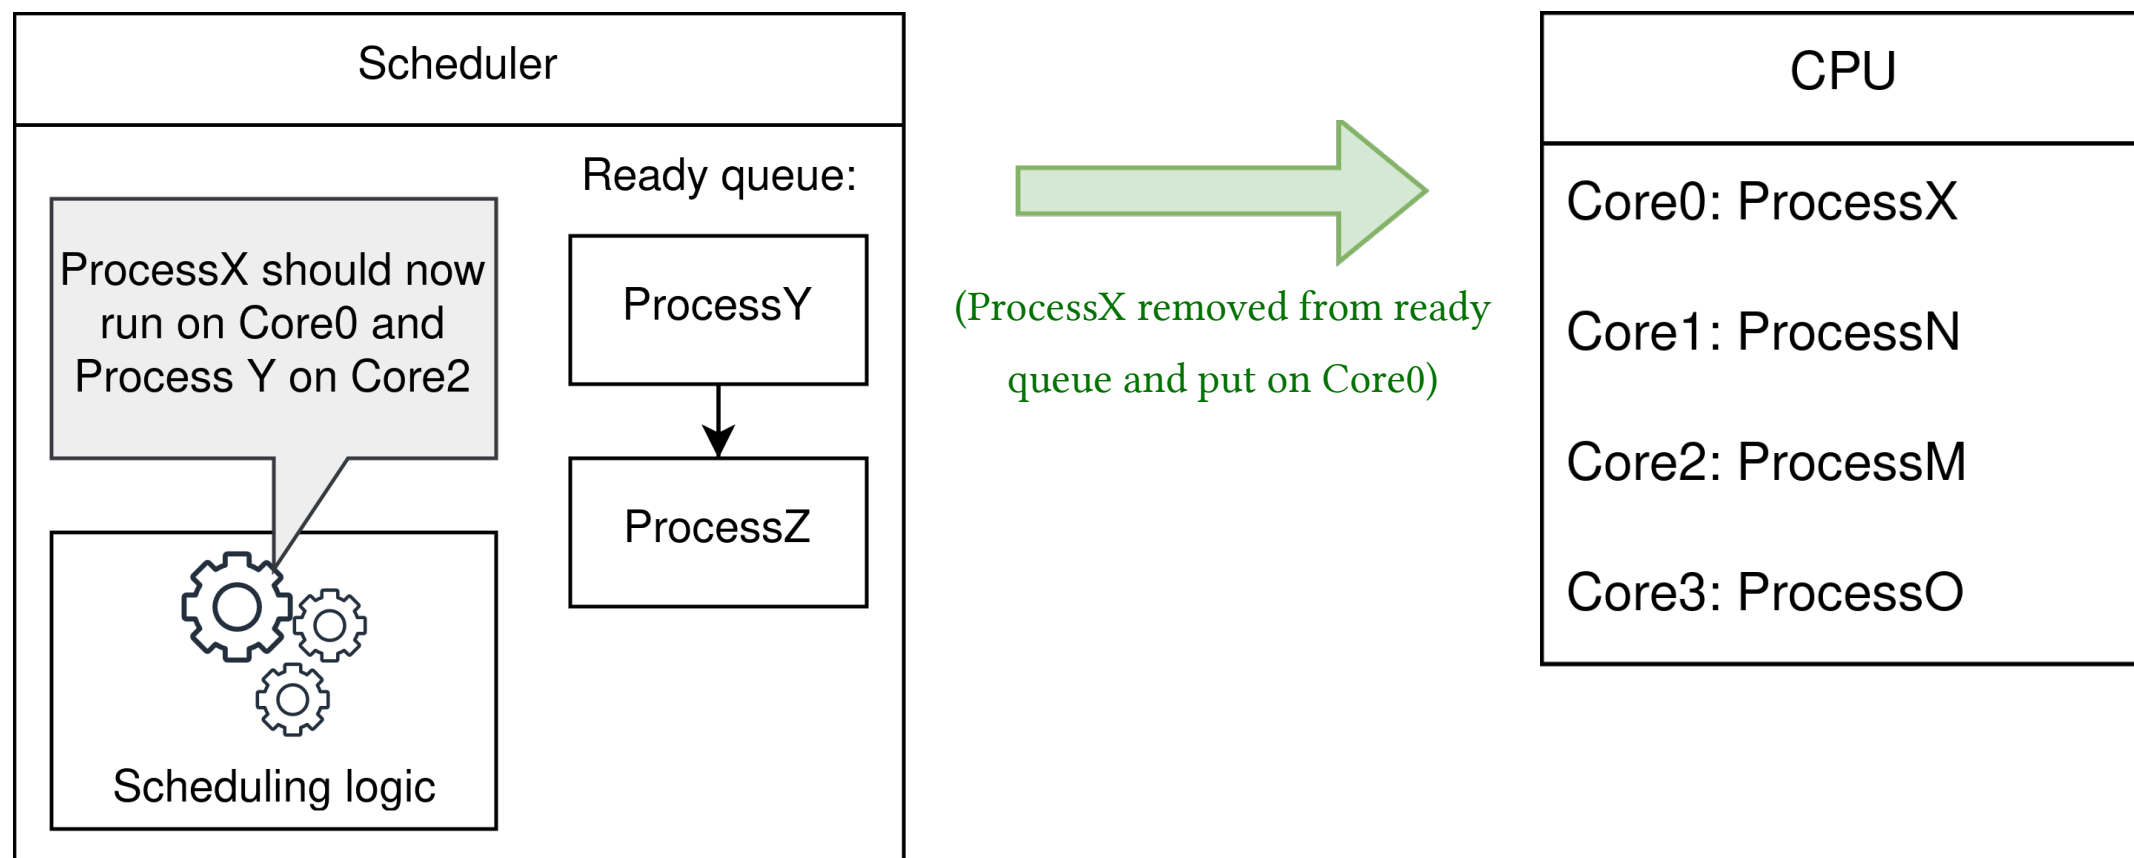 Scheduler
Ready queue:
ProcessX should now
run on Core0 and
Process Y on Core2
ProcessY
ProcessZ
Scheduling logic
(ProcessX removed from ready
queue and put on Core0)
CPU
Core0: ProcessX
Core1: ProcessN
Core2: ProcessM
Core3: ProcessO